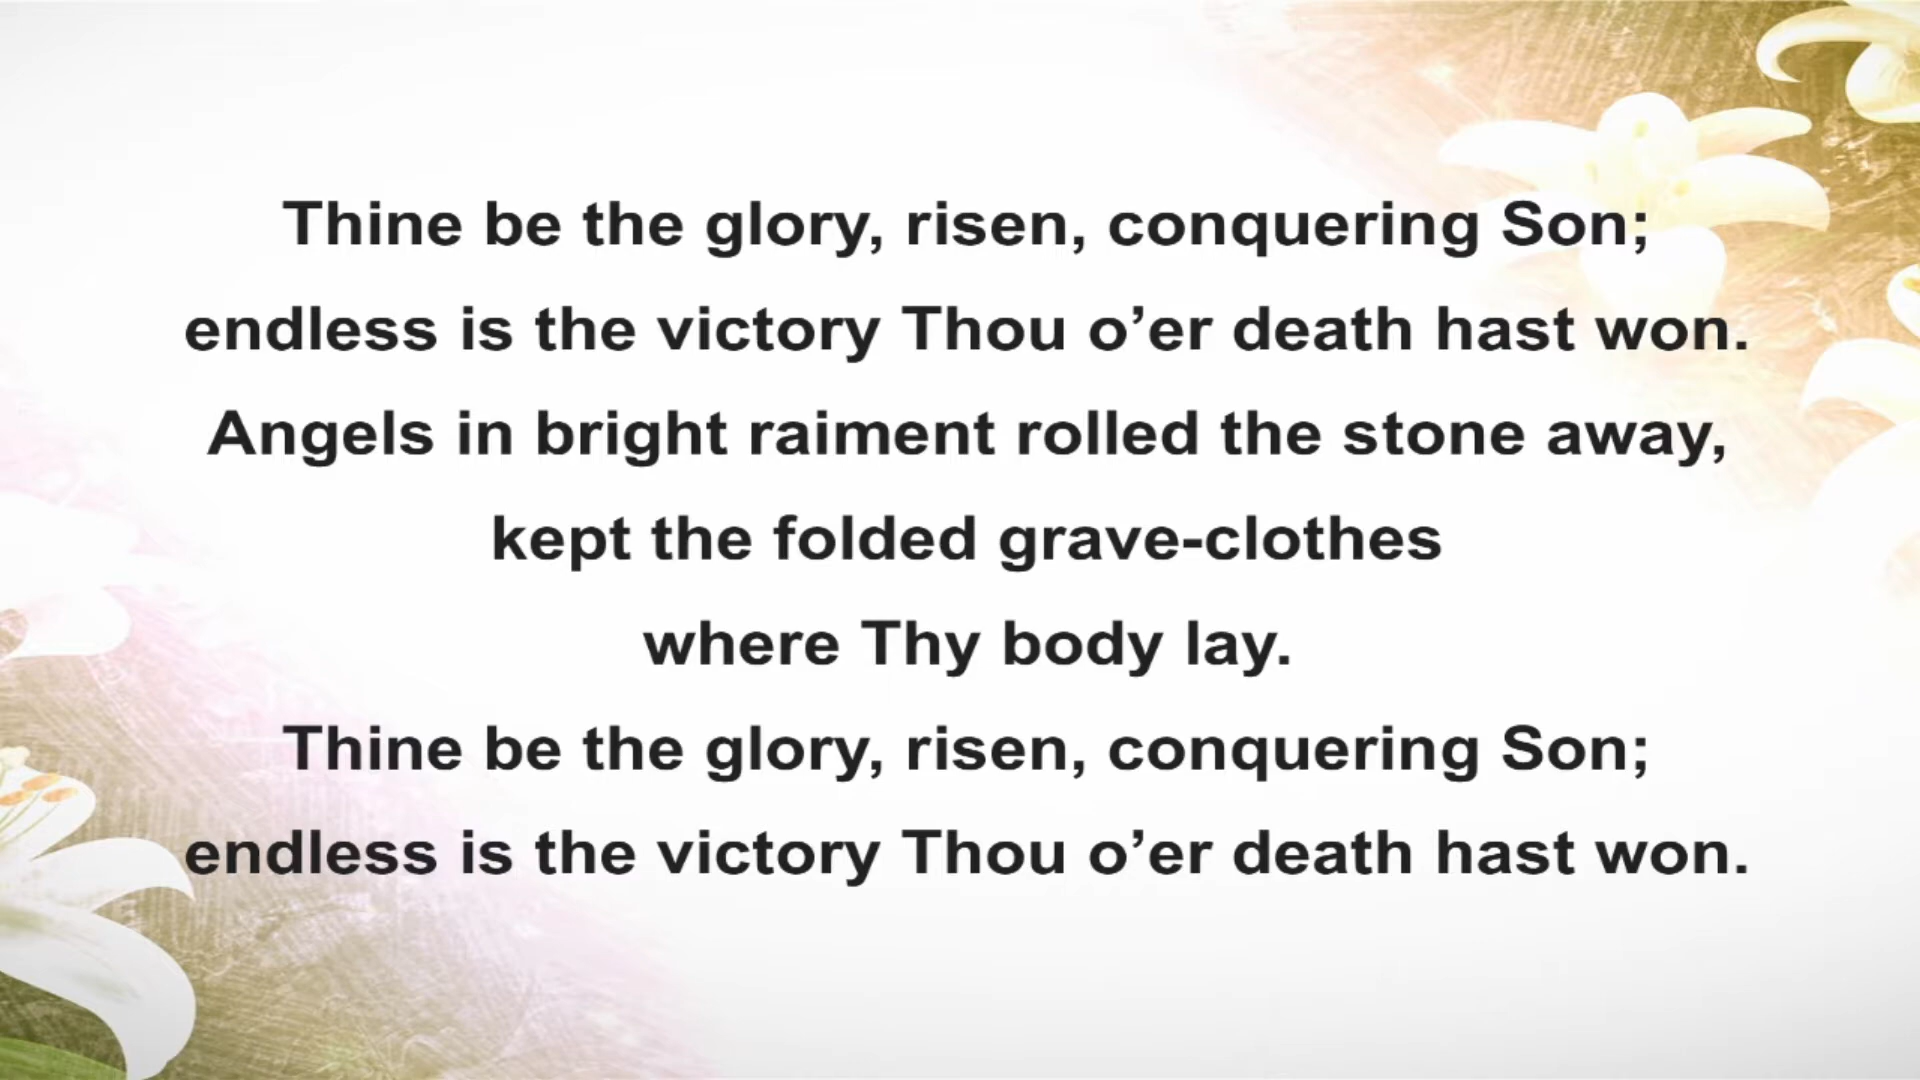 Thine be the glory, risen, conquering Son;
endless is the victory Thou o’er death hast won.
Angels in bright raiment rolled the stone away,
kept the folded grave-clothes
where Thy body lay.
Thine be the glory, risen, conquering Son;
endless is the victory Thou o’er death hast won.